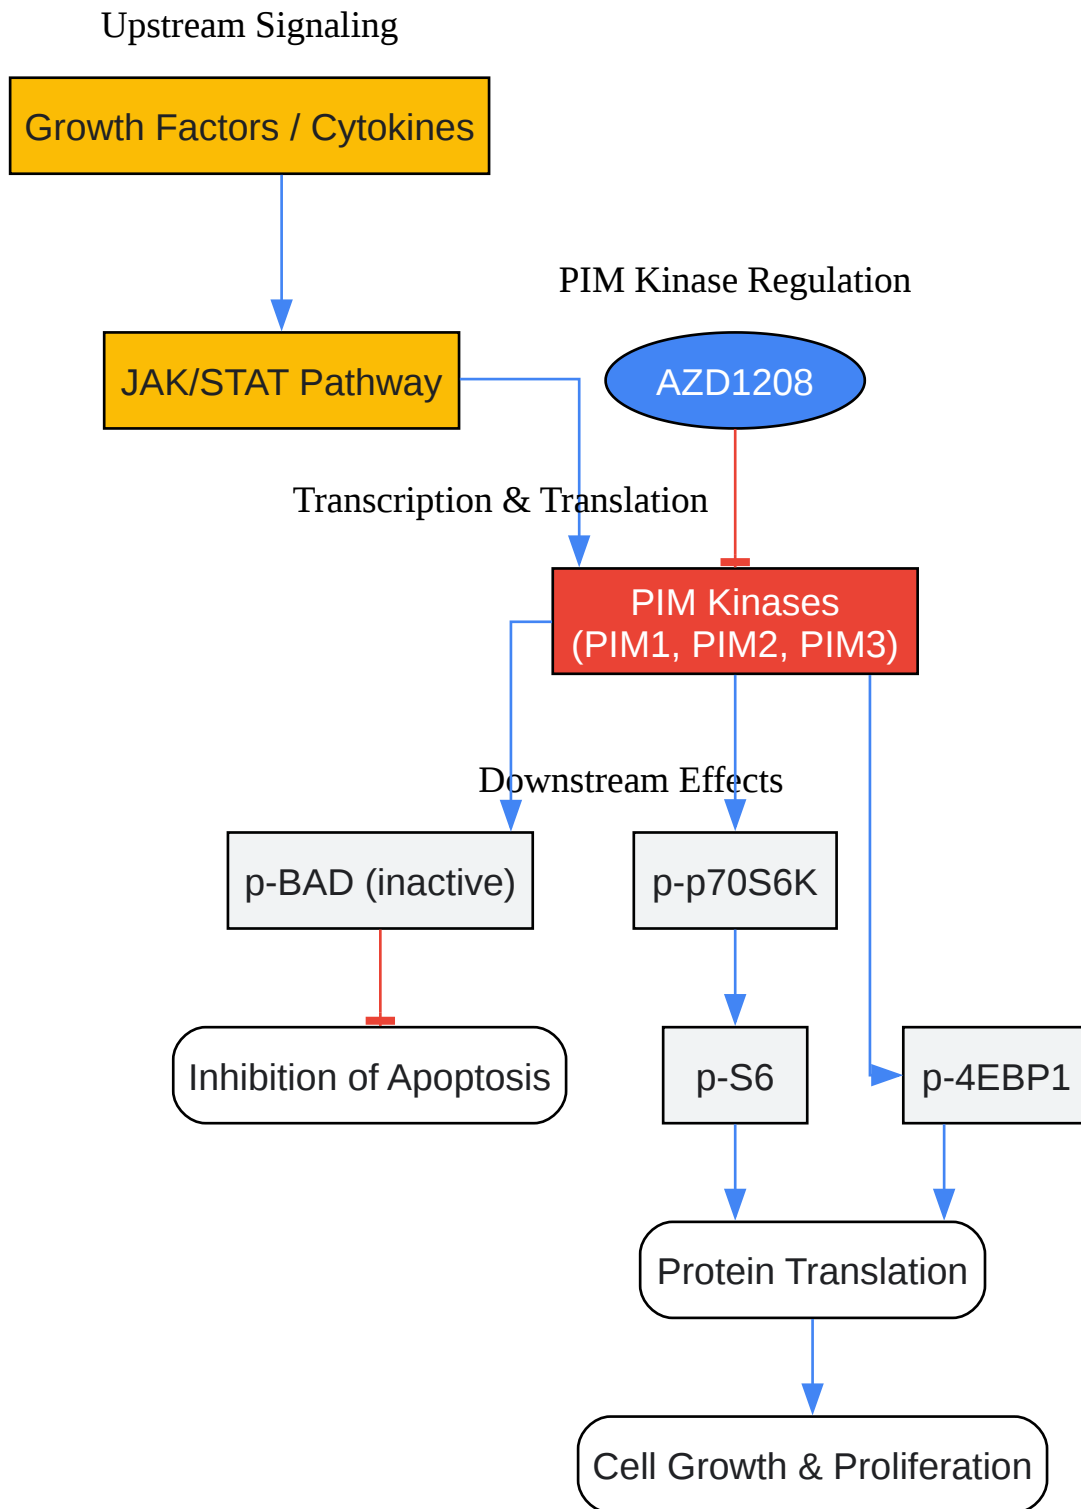 Upstream Signaling
Growth Factors / Cytokines
PIM Kinase Regulation
JAK/STAT Pathway
AZD1208
Transcription & Translation
PIM Kinases
(PIM1, PIM2, PIM3)
Downstream Effects
p-BAD (inactive)
p-p70S6K
Inhibition of Apoptosis
p-S6
p-4EBP1
Protein Translation
Cell Growth & Proliferation